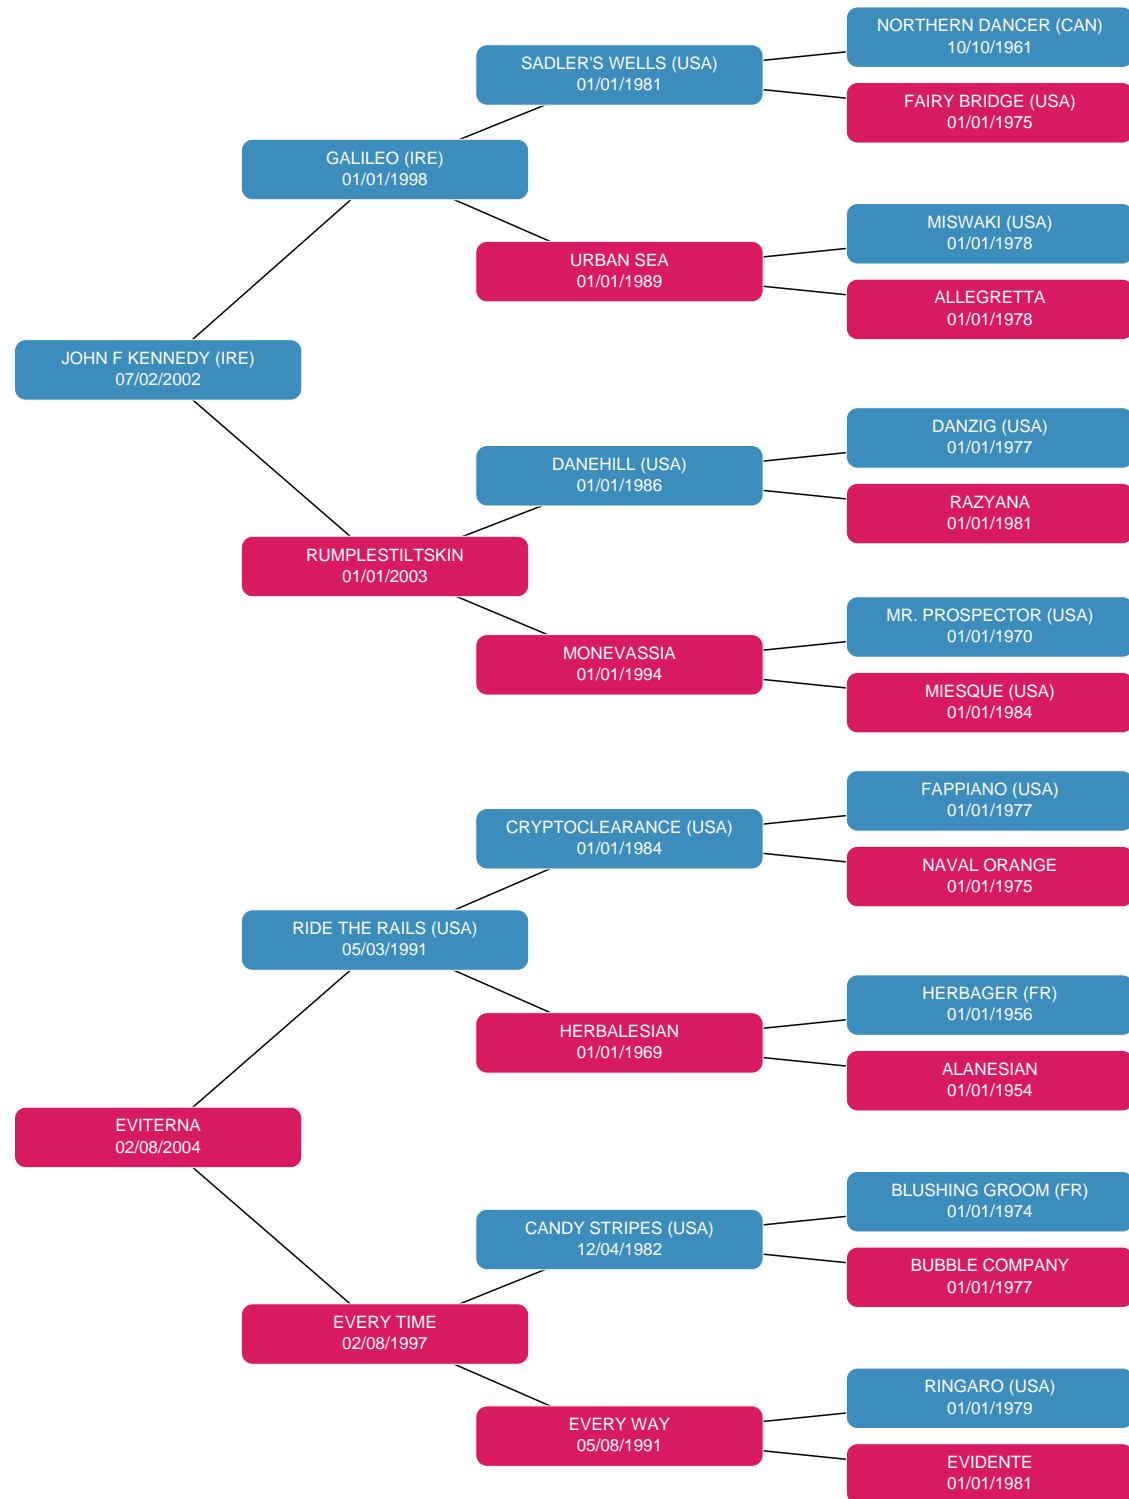 NORTHERN DANCER (CAN)
10/10/1961
SADLER'S WELLS (USA)
01/01/1981
FAIRY BRIDGE (USA)
01/01/1975
GALILEO (IRE)
01/01/1998
MISWAKI (USA)
01/01/1978
URBAN SEA
01/01/1989
ALLEGRETTA
01/01/1978
JOHN F KENNEDY (IRE)
07/02/2002
DANZIG (USA)
01/01/1977
DANEHILL (USA)
01/01/1986
RAZYANA
01/01/1981
RUMPLESTILTSKIN
01/01/2003
MR. PROSPECTOR (USA)
01/01/1970
MONEVASSIA
01/01/1994
MIESQUE (USA)
01/01/1984
FAPPIANO (USA)
01/01/1977
CRYPTOCLEARANCE (USA)
01/01/1984
NAVAL ORANGE
01/01/1975
RIDE THE RAILS (USA)
05/03/1991
HERBAGER (FR)
01/01/1956
HERBALESIAN
01/01/1969
ALANESIAN
01/01/1954
EVITERNA
02/08/2004
BLUSHING GROOM (FR)
01/01/1974
CANDY STRIPES (USA)
12/04/1982
BUBBLE COMPANY
01/01/1977
EVERY TIME
02/08/1997
RINGARO (USA)
01/01/1979
EVERY WAY
05/08/1991
EVIDENTE
01/01/1981